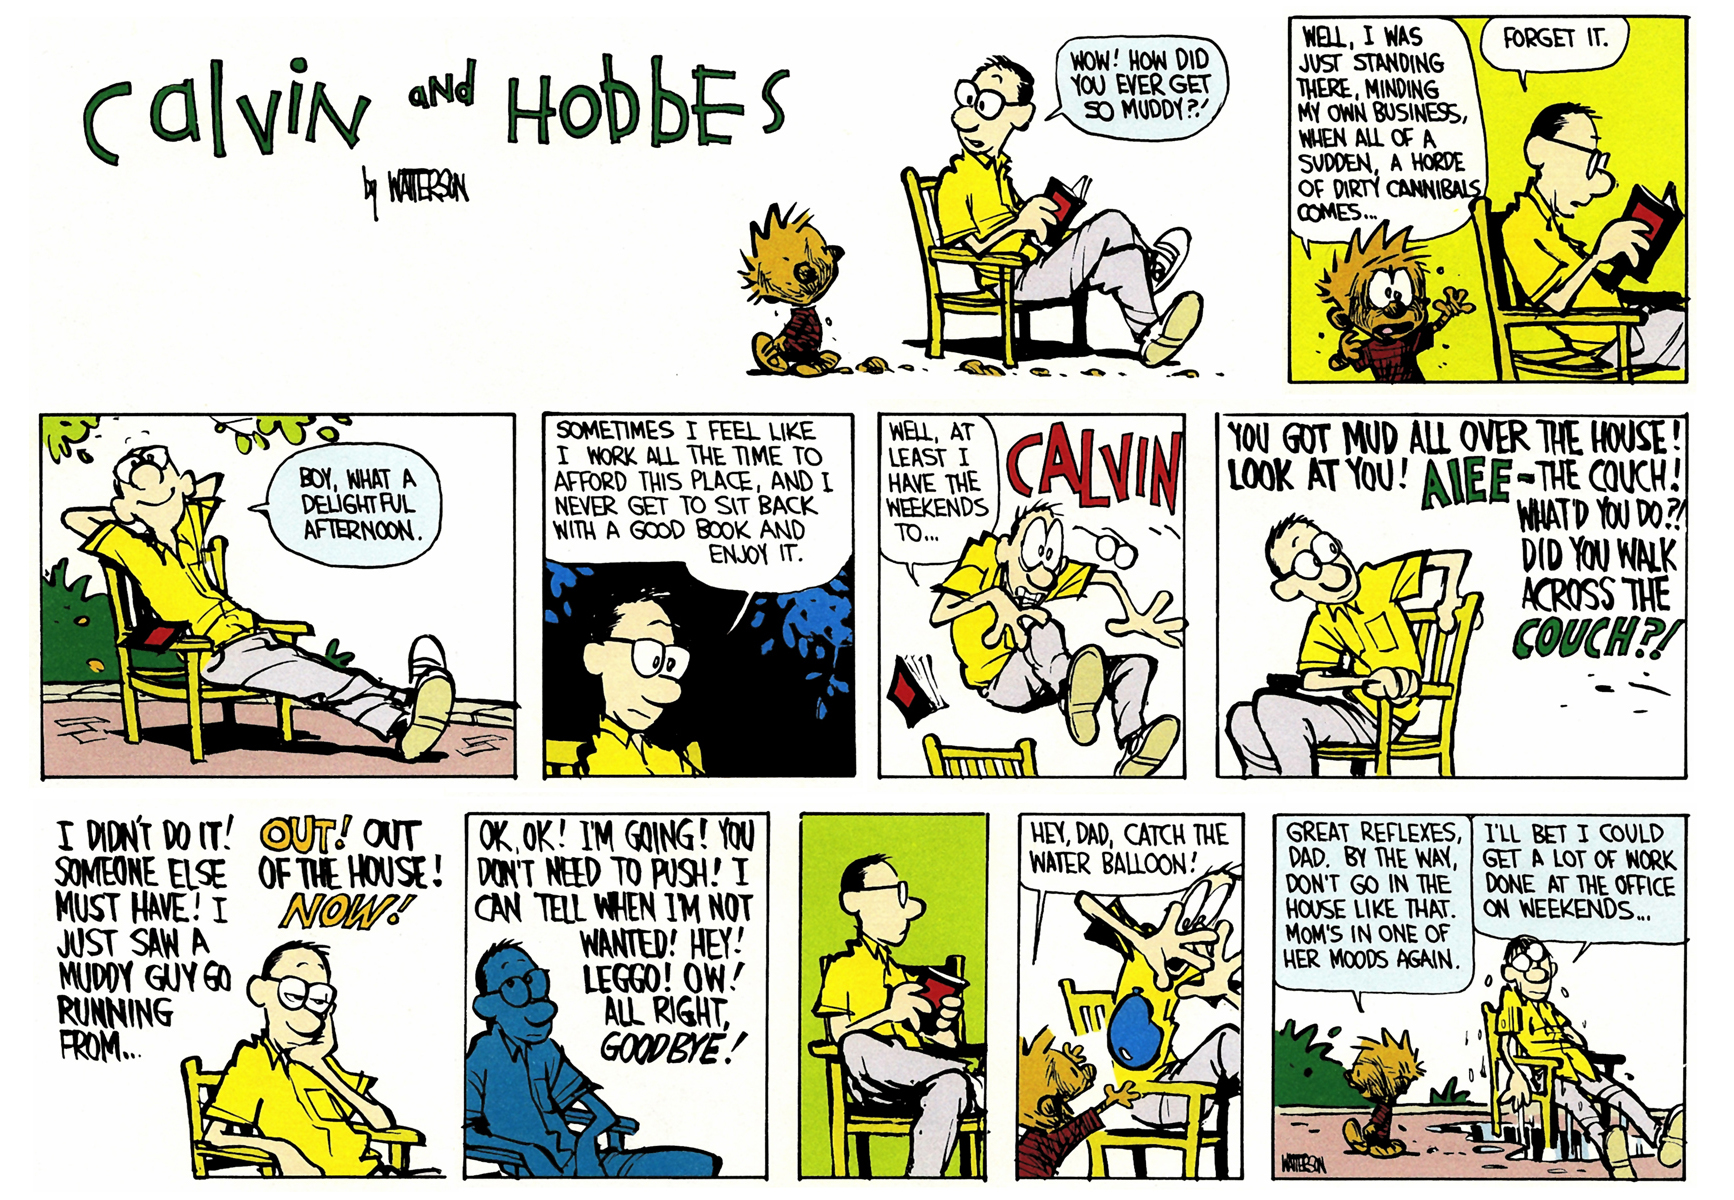 CALVIN AND HOBBES
by WATTERSON
WOW! HOW DID
YOU EVER GET
SO MUDDY?!
WELL, I WAS
JUST STANDING
THERE, MINDING
MY OWN BUSINESS,
WHEN ALL OF A
SUDDEN, A HORDE
OF DIRTY CANNIBALS
COMES...
FORGET IT.
BOY, WHAT A
DELIGHTFUL
AFTERNOON.
SOMETIMES I FEEL LIKE
I WORK ALL THE TIME TO
AFFORD THIS PLACE, AND I
NEVER GET TO SIT BACK
WITH A GOOD BOOK AND
ENJOY IT.
WELL, AT
LEAST I
HAVE THE
WEEKENDS
TO...
CALVIN
YOU GOT MUD ALL OVER THE HOUSE!
LOOK AT YOU! AIEE~THE COUCH!
WHAT'D YOU DO?!
DID YOU WALK
ACROSS THE
COUCH?!
I DIDN'T DO IT!
SOMEONE ELSE
MUST HAVE! I
JUST SAW A
MUDDY GUY GO
RUNNING
FROM...
OUT! OUT
OF THE HOUSE!
NOW!
OK, OK! I'M GOING! YOU
DON'T NEED TO PUSH! I
CAN TELL WHEN I'M NOT
WANTED! HEY!
LEGGO! OW!
ALL RIGHT,
GOODBYE!
HEY, DAD, CATCH THE
WATER BALLOON!
GREAT REFLEXES,
DAD. BY THE WAY,
DON'T GO IN THE
HOUSE LIKE THAT.
MOM'S IN ONE OF
HER MOODS AGAIN.
I'LL BET I COULD
GET A LOT OF WORK
DONE AT THE OFFICE
ON WEEKENDS...
WATTERSON